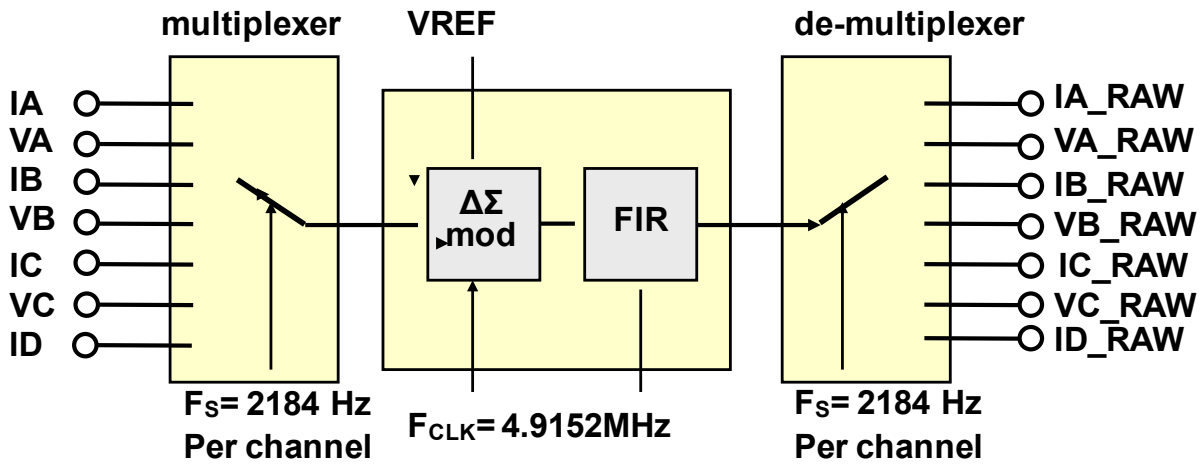 multiplexer
VREF
de-multiplexer
IA
VA
IB
VB
IC
VC
ID
ΔΣ
mod
FIR
IA_RAW
VA_RAW
IB_RAW
VB_RAW
IC_RAW
VC_RAW
ID_RAW
FS= 2184 Hz
Per channel
FCLK= 4.9152MHz
FS= 2184 Hz
Per channel